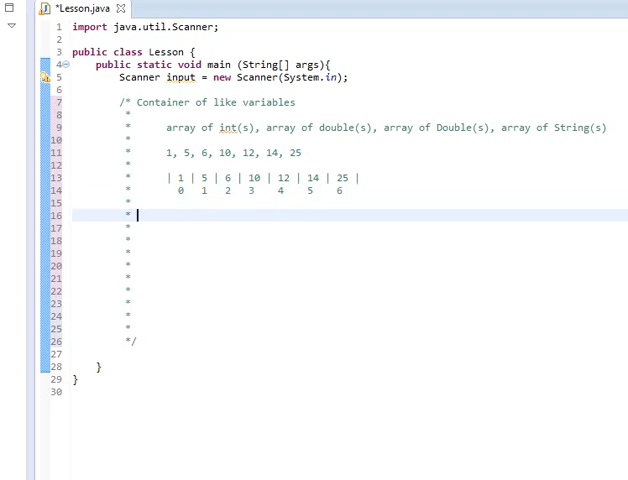 *Lesson.java
1 import java.util.Scanner;
2
3 public class Lesson {
4 public static void main (String[] args){
5 Scanner input = new Scanner(System.in);
6
7 /* Container of like variables
8 *
9 * array of int(s), array of double(s), array of Double(s), array of String(s)
10 *
11 * 1, 5, 6, 10, 12, 14, 25
12 *
13 * | 1 | 5 | 6 | 10 | 12 | 14 | 25 |
14 * 0 1 2 3 4 5 6
15 *
16 *
17 *
18 *
19 *
20 *
21 *
22 *
23 *
24 *
25 *
26 */
27
28 }
29 }
30